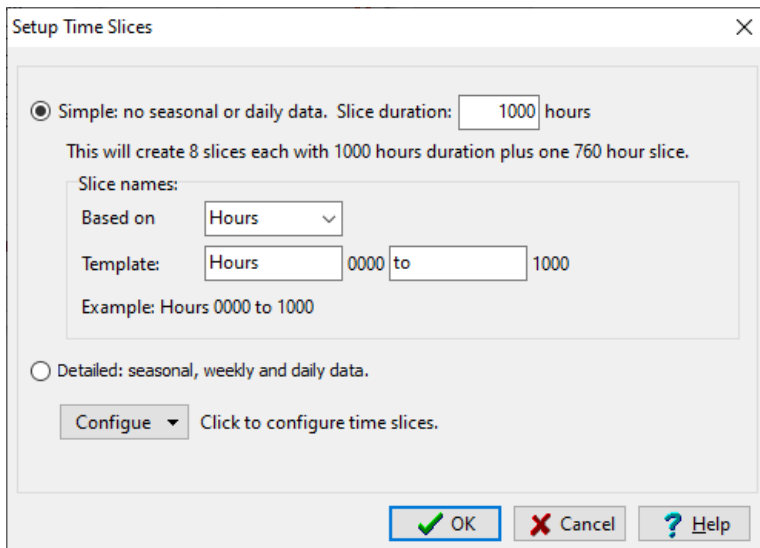 Setup Time Slices
Simple: no seasonal or daily data. Slice duration: 1000 hours
This will create 8 slices each with 1000 hours duration plus one 760 hour slice.
Slice names:
Based on Hours
Template: Hours 0000 to 1000
Example: Hours 0000 to 1000
Detailed: seasonal, weekly and daily data.
Configue Click to configure time slices.
OK Cancel Help